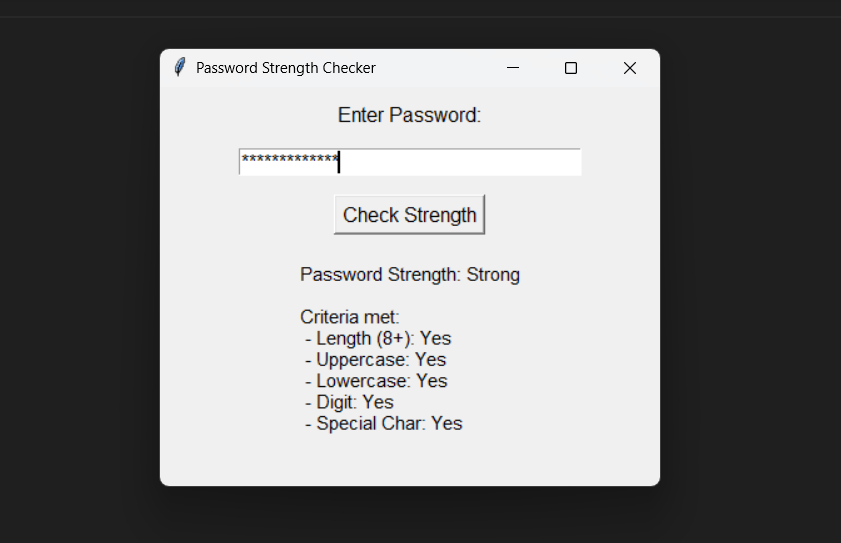 Password Strength Checker
Enter Password:
*************
Check Strength
Password Strength: Strong
Criteria met:
- Length (8+): Yes
- Uppercase: Yes
- Lowercase: Yes
- Digit: Yes
- Special Char: Yes